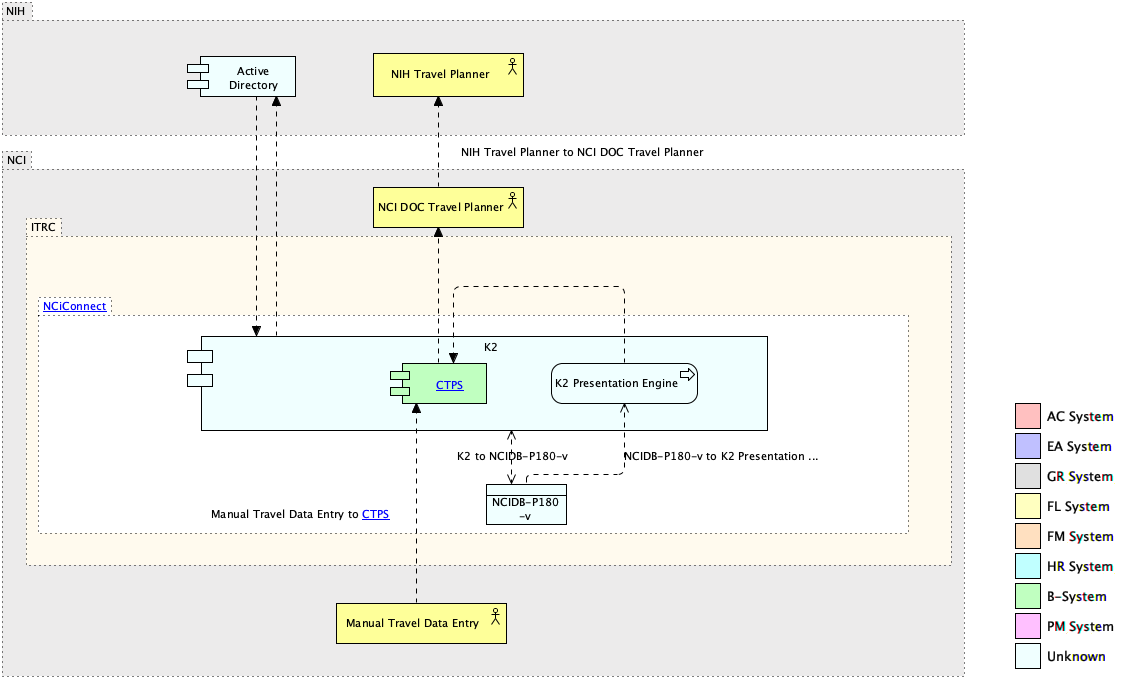 NIH
Active
Directory
NIH Travel Planner
NIH Travel Planner to NCI DOC Travel Planner
NCI
NCI DOC Travel Planner
ITRC
NCiConnect
K2
CTPS
K2 Presentation Engine
K2 to NCIDB-P180-v
NCIDB-P180-v to K2 Presentation ...
NCIDB-P180
-v
Manual Travel Data Entry to CTPS
Manual Travel Data Entry
AC System
EA System
GR System
FL System
FM System
HR System
B-System
PM System
Unknown